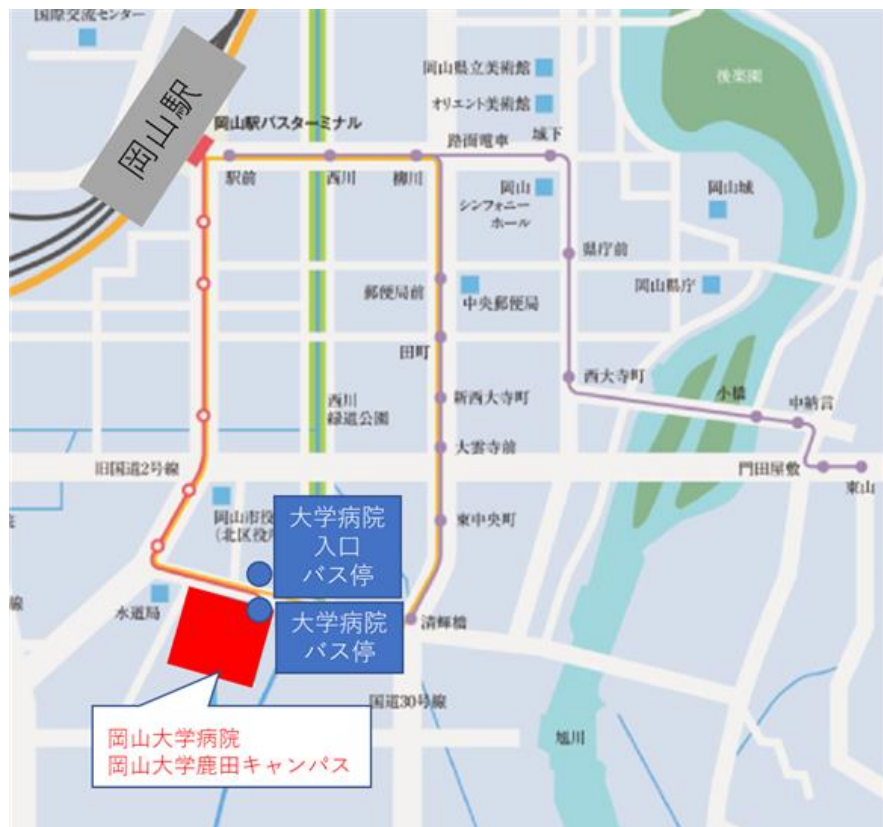 国際交流センター
岡山駅
岡山駅バスターミナル
岡山県立美術館
オリエント美術館
後楽園
路面電車
城下
駅前
西川
柳川
岡山
シンフォニー
ホール
岡山城
県庁前
郵便局前
中央郵便局
岡山県庁
田町
西大寺町
小橋
中納言
西川
緑道公園
新西大寺町
大雲寺前
旧国道2号線
門田屋敷
東山
岡山市役
(北区役
大学病院
入口
バス停
東中央町
水道局
大学病院
バス停
清輝橋
国道30号線
旭川
岡山大学病院
岡山大学鹿田キャンパス
線